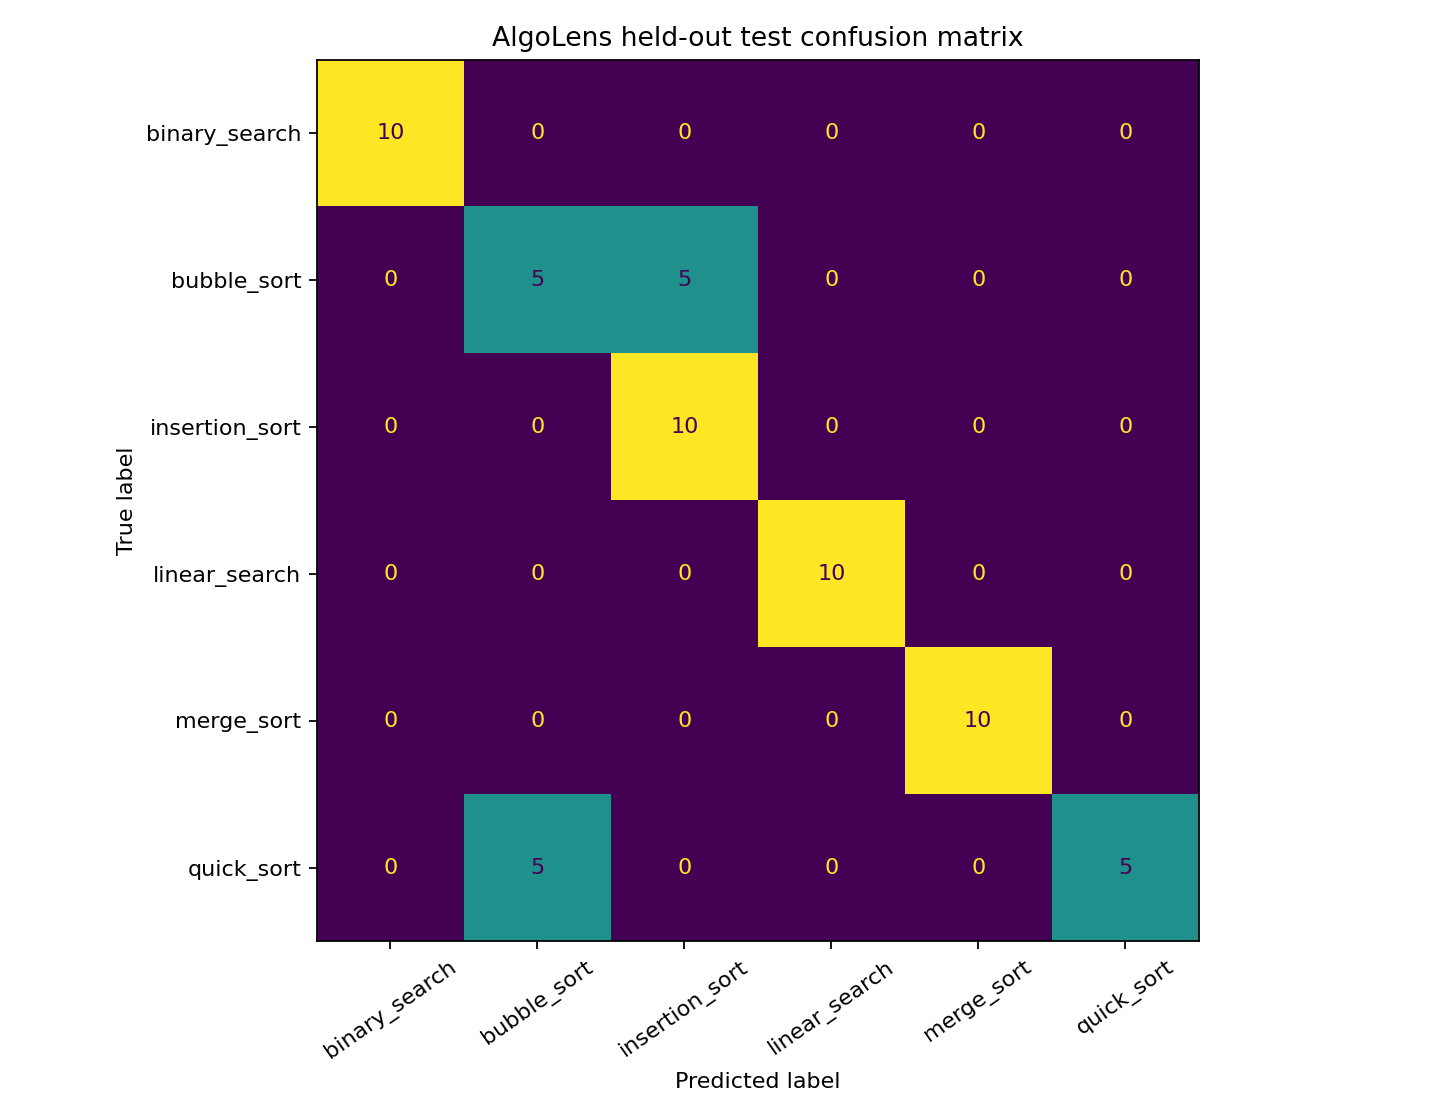 AlgoLens held-out test confusion matrix
True label
binary_search 10 0 0 0 0 0
bubble_sort 0 5 5 0 0 0
insertion_sort 0 0 10 0 0 0
linear_search 0 0 0 10 0 0
merge_sort 0 0 0 0 10 0
quick_sort 0 5 0 0 0 5
binary_search bubble_sort insertion_sort linear_search merge_sort quick_sort
Predicted label